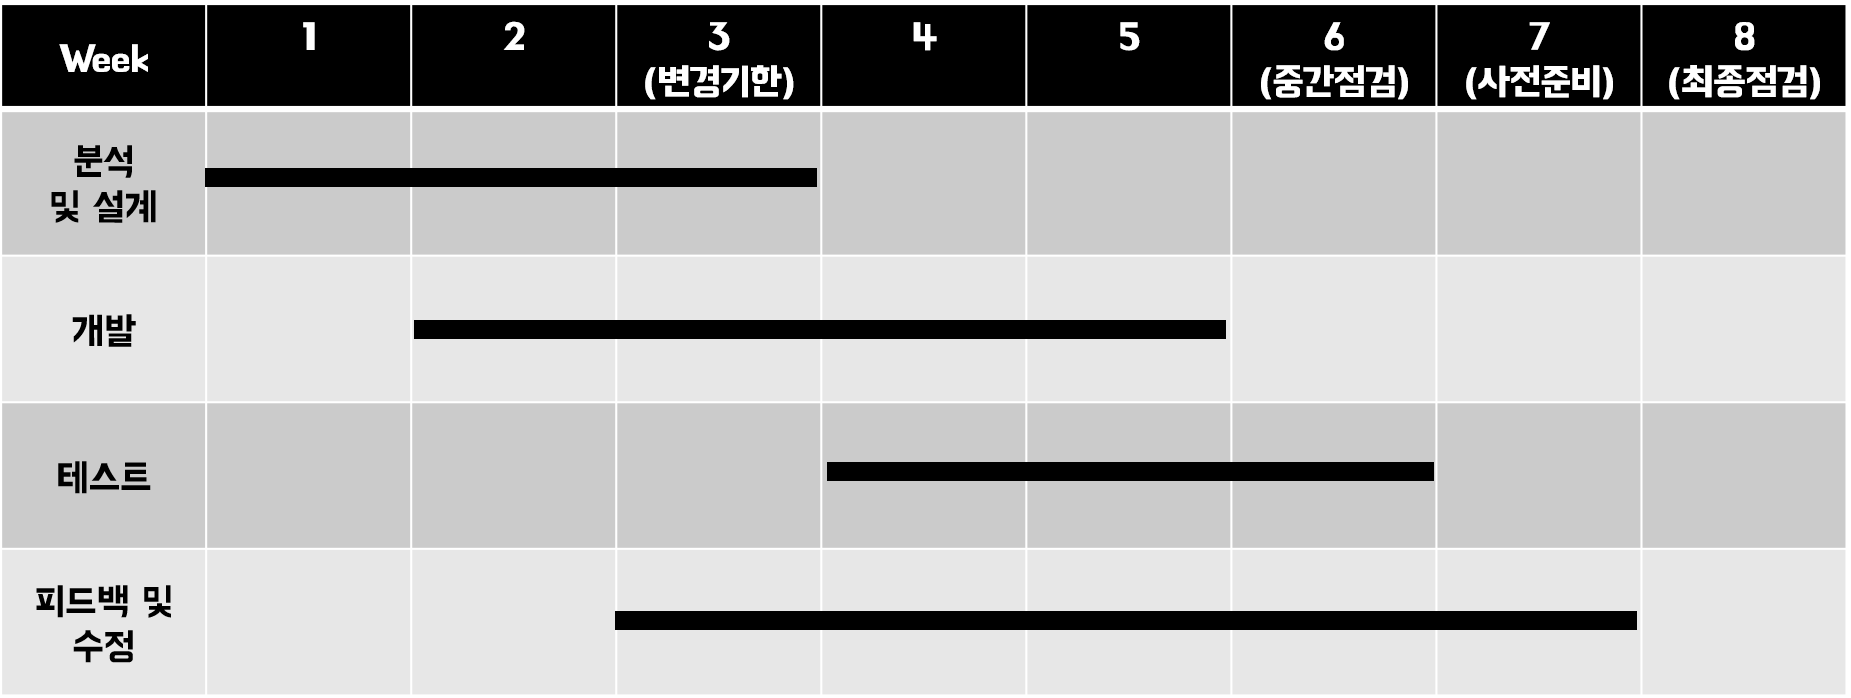 Week
1
2
3
(변경기한)
4
5
6
(중간점검)
7
(사전준비)
8
(최종점검)
분석
및 설계
개발
테스트
피드백 및
수정